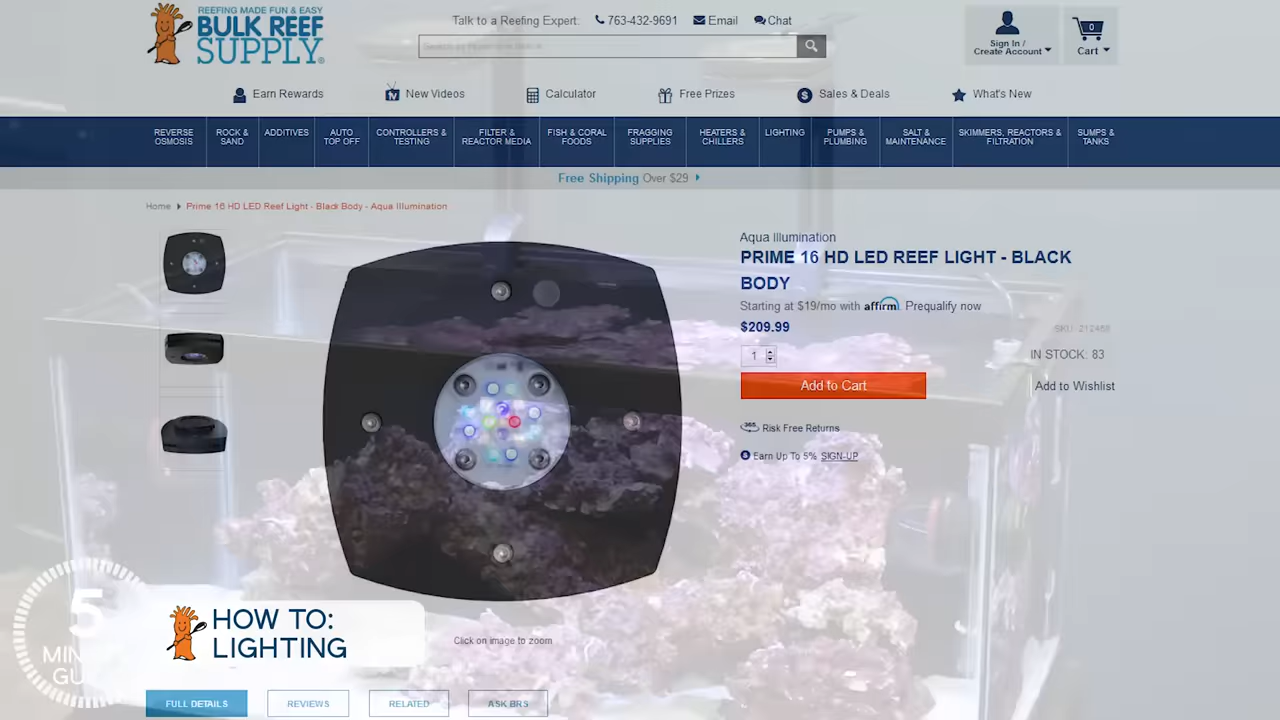 REEFING MADE FUN & EASY
BULK REEF
SUPPLY®
Talk to a Reefing Expert: 763-432-9691 Email Chat
Sign In /
Create Account
0
Cart
Earn Rewards
New Videos
Calculator
Free Prizes
Sales & Deals
What's New
REVERSE
OSMOSIS
ROCK &
SAND
ADDITIVES
AUTO
TOP OFF
CONTROLLERS &
TESTING
FILTER &
REACTOR MEDIA
FISH & CORAL
FOODS
FRAGGING
SUPPLIES
HEATERS &
CHILLERS
LIGHTING
PUMPS &
PLUMBING
SALT &
MAINTENANCE
SKIMMERS, REACTORS &
FILTRATION
SUMPS &
TANKS
Free Shipping Over $29
Home Prime 16 HD LED Reef Light - Black Body - Aqua Illumination
Aqua Illumination
PRIME 16 HD LED REEF LIGHT - BLACK
BODY
Starting at $19/mo with affirm. Prequalify now
$209.99
SKU: 212468
1
IN STOCK: 83
Add to Cart
Add to Wishlist
365 Risk Free Returns
$ Earn Up To 5% SIGN-UP
5
HOW TO:
LIGHTING
Click on image to zoom
FULL DETAILS
REVIEWS
RELATED
ASK BRS